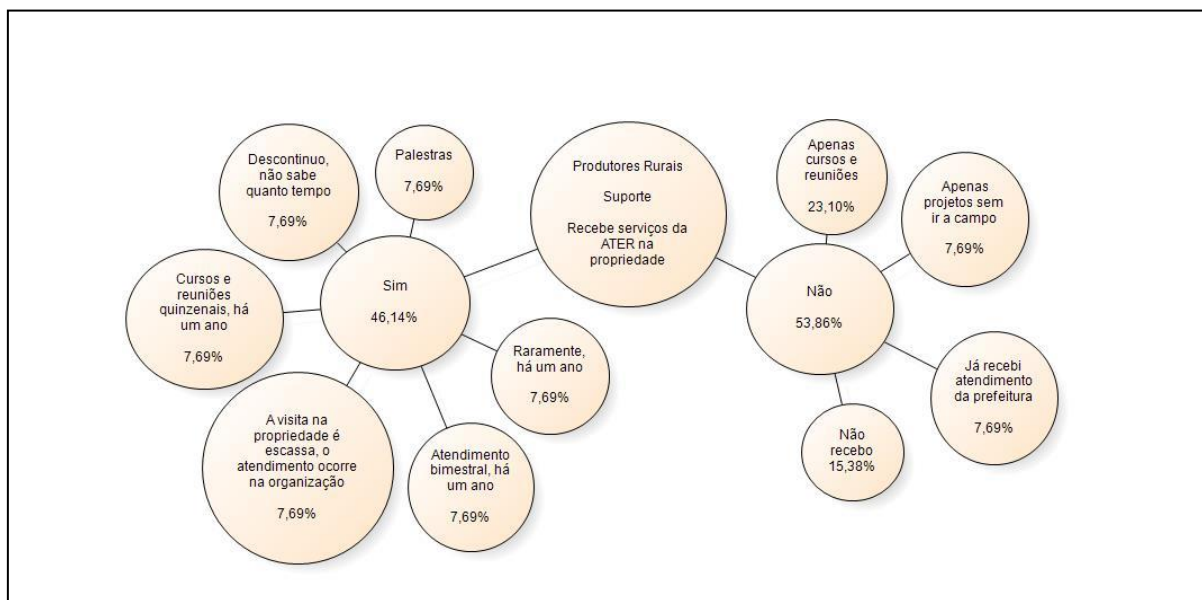 Produtores Rurais
Suporte
Recebe serviços da
ATER na
propriedade
Sim
46,14%
Palestras
7,69%
Descontinuo,
não sabe
quanto tempo
7,69%
Cursos e
reuniões
quinzenais, há
um ano
7,69%
A visita na
propriedade é
escassa, o
atendimento ocorre
na organização
7,69%
Atendimento
bimestral, há
um ano
7,69%
Raramente,
há um ano
7,69%
Não
53,86%
Apenas
cursos e
reuniões
23,10%
Apenas
projetos sem
ir a campo
7,69%
Já recebi
atendimento
da prefeitura
7,69%
Não
recebo
15,38%